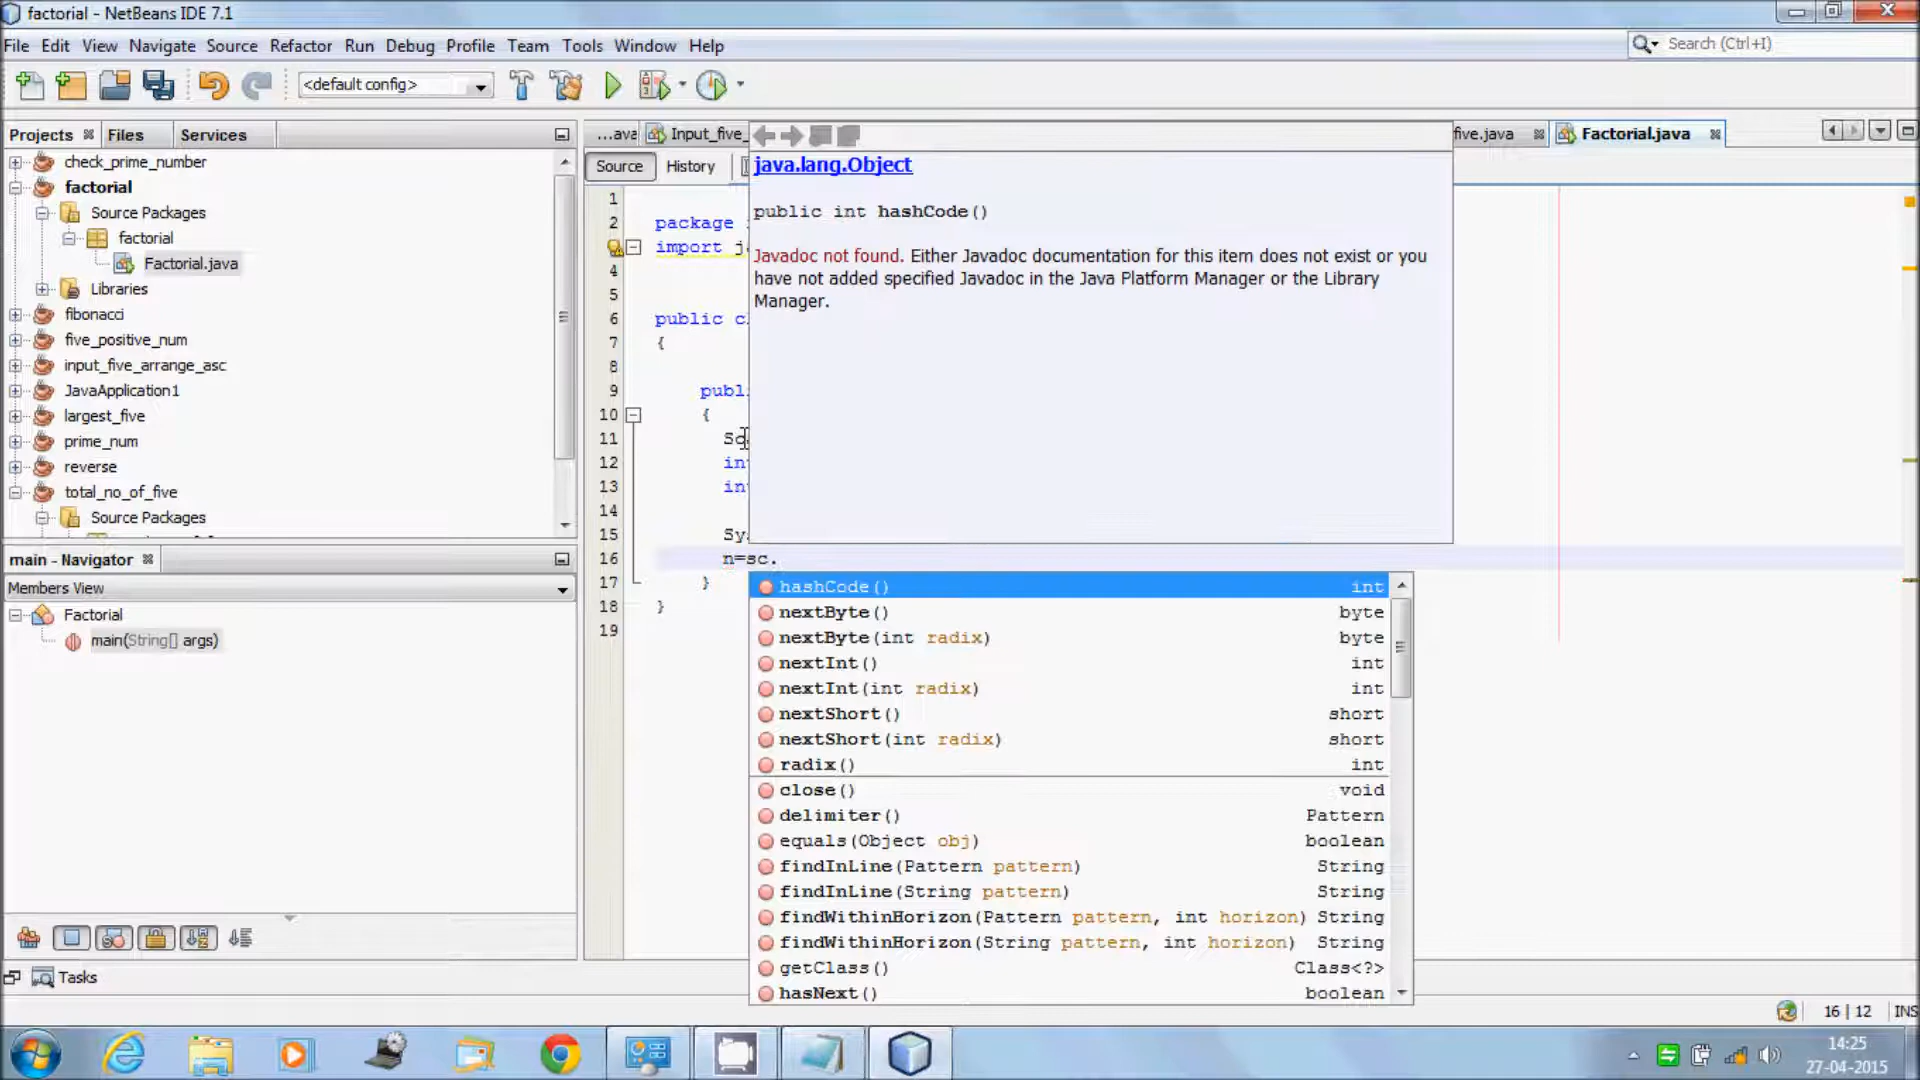 factorial - NetBeans IDE 7.1
File Edit View Navigate Source Refactor Run Debug Profile Team Tools Window Help
Search (Ctrl+I)
<default config>
Projects Files Services
check_prime_number
factorial
Source Packages
factorial
Factorial.java
Libraries
fibonacci
five_positive_num
input_five_arrange_asc
JavaApplication1
largest_five
prime_num
reverse
total_no_of_five
Source Packages
main - Navigator
Members View
Factorial
main(String[] args)
Tasks
...ava Input_five_ five.java Factorial.java
Source History
1
2 package
import j
4
5
6 public c
7 {
8
9 publi
10 {
11 Sc
12 in
13 in
14
15 Sy
16 n=sc.
17 }
18 }
19
java.lang.Object
public int hashCode()
Javadoc not found. Either Javadoc documentation for this item does not exist or you
have not added specified Javadoc in the Java Platform Manager or the Library
Manager.
hashCode() int
nextByte() byte
nextByte(int radix) byte
nextInt() int
nextInt(int radix) int
nextShort() short
nextShort(int radix) short
radix() int
close() void
delimiter() Pattern
equals(Object obj) boolean
findInLine(Pattern pattern) String
findInLine(String pattern) String
findWithinHorizon(Pattern pattern, int horizon) String
findWithinHorizon(String pattern, int horizon) String
getClass() Class<?>
hasNext() boolean
16 | 12 INS
14:25
27-04-2015